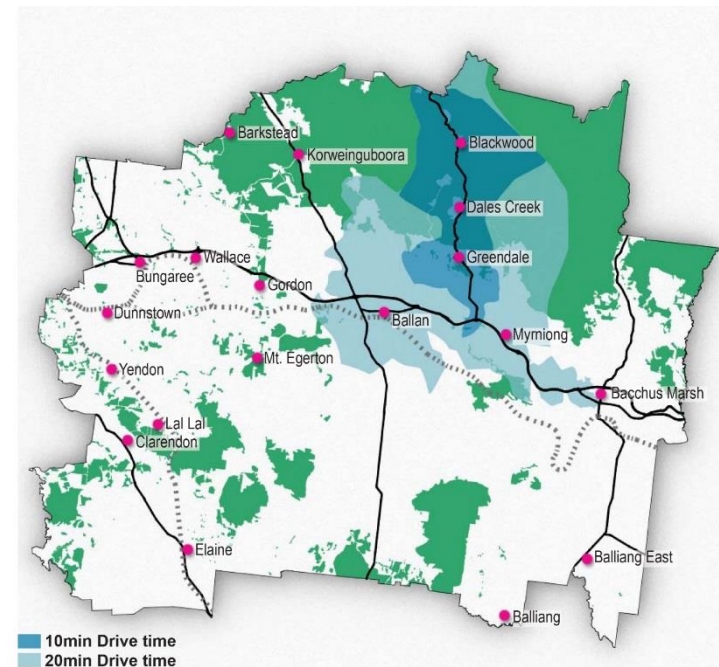 Barkstead
Blackwood
Korweinguboora
Dales Creek
Greendale
Wallace
Bungaree
Gordon
Dunnstown
Ballan
Myrniong
Mt. Egerton
Yendon
Bacchus Marsh
Lal Lal
Clarendon
Elaine
Balliang East
Balliang
10min Drive time
20min Drive time